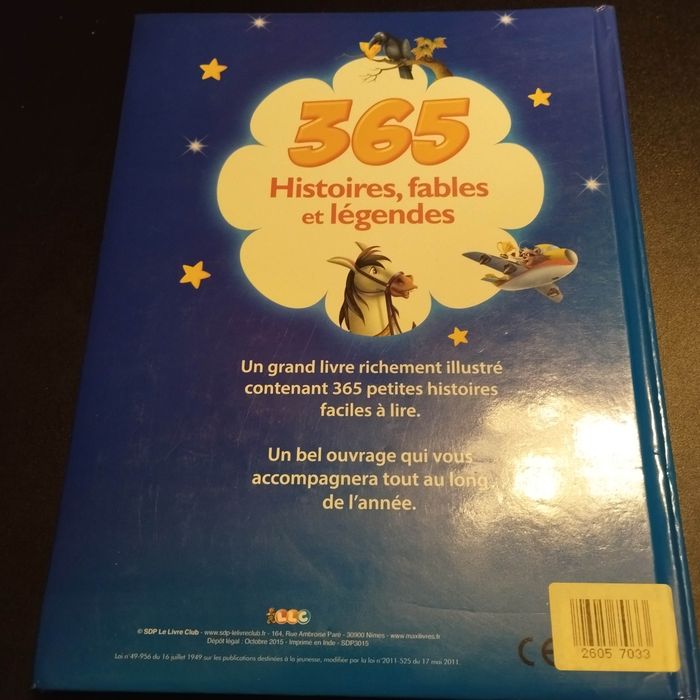 365
Histoires, fables
et légendes
Un grand livre richement illustré
contenant 365 petites histoires
faciles à lire.
Un bel ouvrage qui vous
accompagnera tout au long
de l'année.
LLC
© SDP Le Livre Club - www.sdp-lelivreclub.fr - 164, Rue Ambroise Paré - 30900 Nîmes - www.maxilivres.com
Dépôt légal : Octobre 2015 - Imprimé en Inde - SDP3015
Loi n°49-956 du 16 juillet 1949 sur les publications destinées à la jeunesse, modifiée par la loi n°2011-525 du 17 mai 2011.
CE
2605 7033